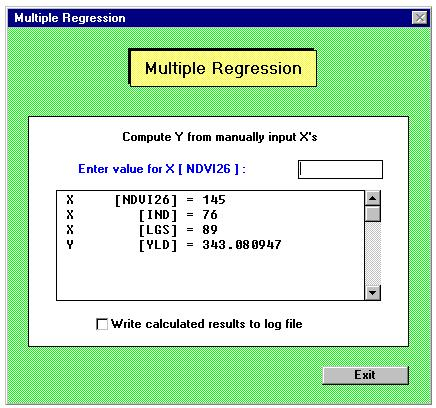 Multiple Regression
Multiple Regression
Compute Y from manually input X's
Enter value for X [ NDVI26 ] :
X [NDVI26] = 145
X [IND] = 76
X [LGS] = 89
Y [YLD] = 343.080947
Write calculated results to log file
Exit